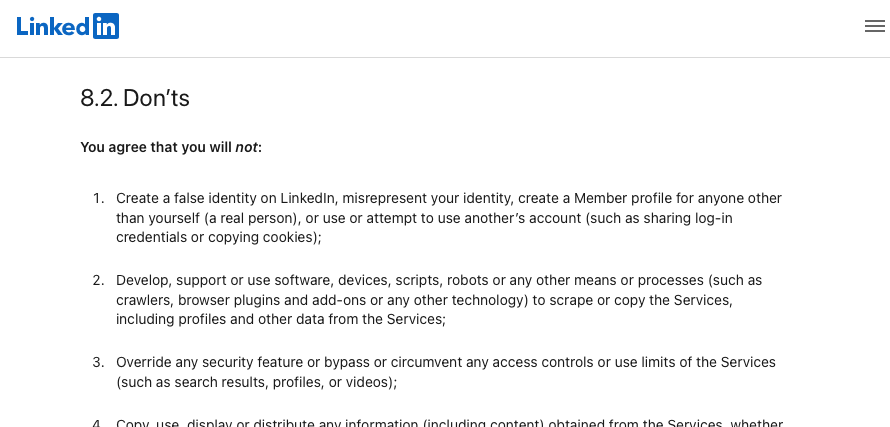 Linked in
8.2. Don’ts
You agree that you will not:
1. Create a false identity on LinkedIn, misrepresent your identity, create a Member profile for anyone other
than yourself (a real person), or use or attempt to use another’s account (such as sharing log-in
credentials or copying cookies);
2. Develop, support or use software, devices, scripts, robots or any other means or processes (such as
crawlers, browser plugins and add-ons or any other technology) to scrape or copy the Services,
including profiles and other data from the Services;
3. Override any security feature or bypass or circumvent any access controls or use limits of the Services
(such as search results, profiles, or videos);
4. Copy, use, display or distribute any information (including content) obtained from the Services, whether